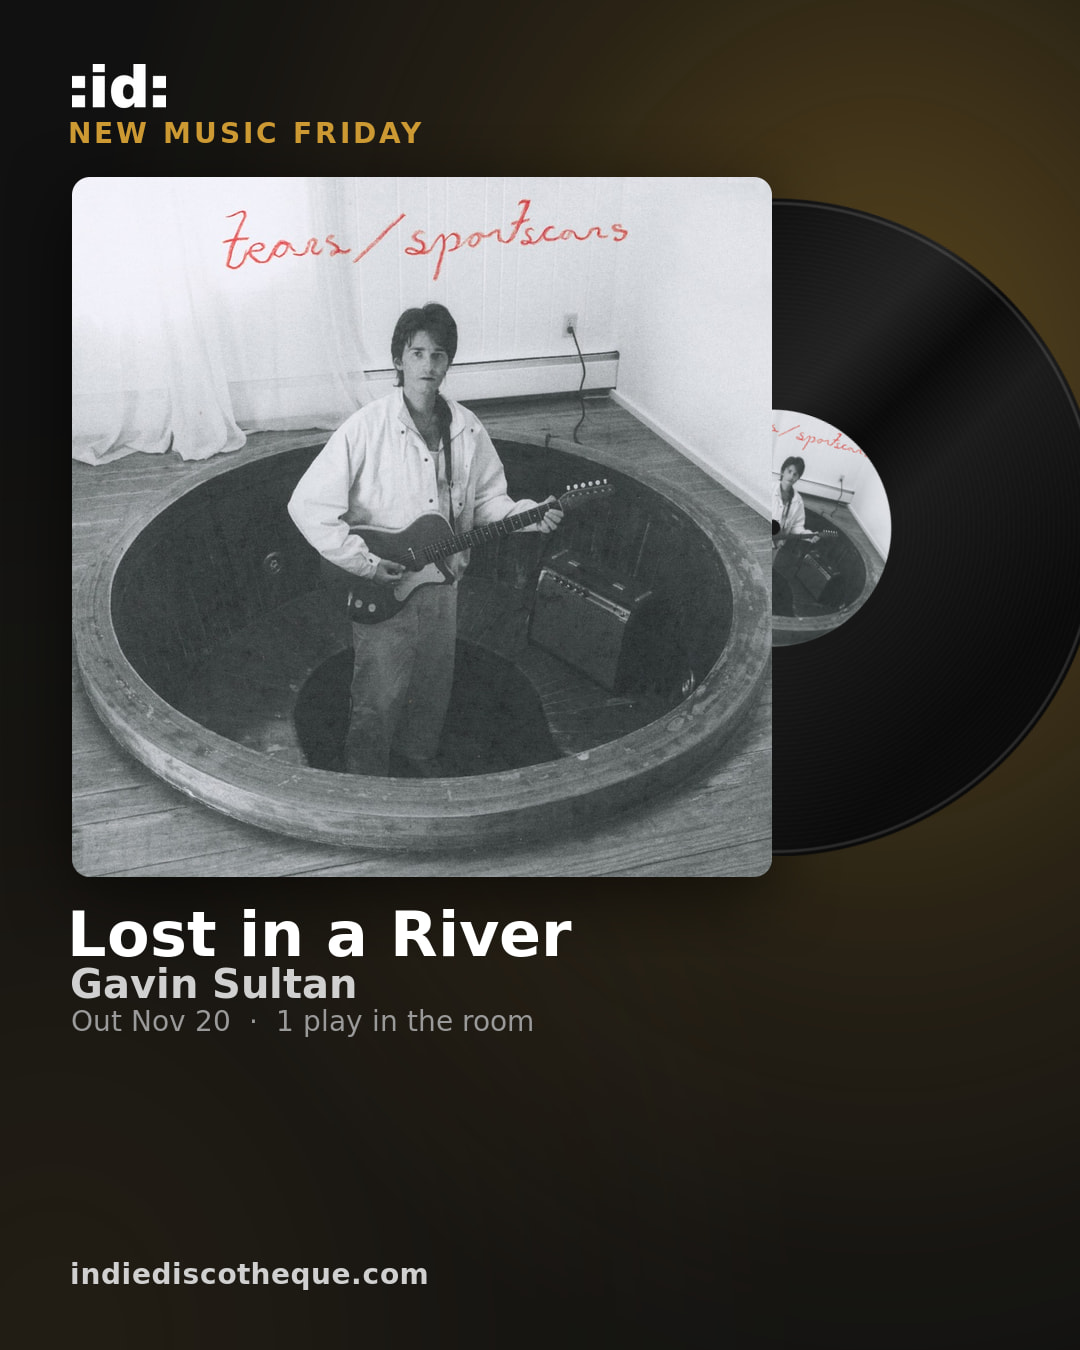 :id:
NEW MUSIC FRIDAY
tears/sportscars
s/sportscars
Lost in a River
Gavin Sultan
Out Nov 20 · 1 play in the room
indiediscotheque.com